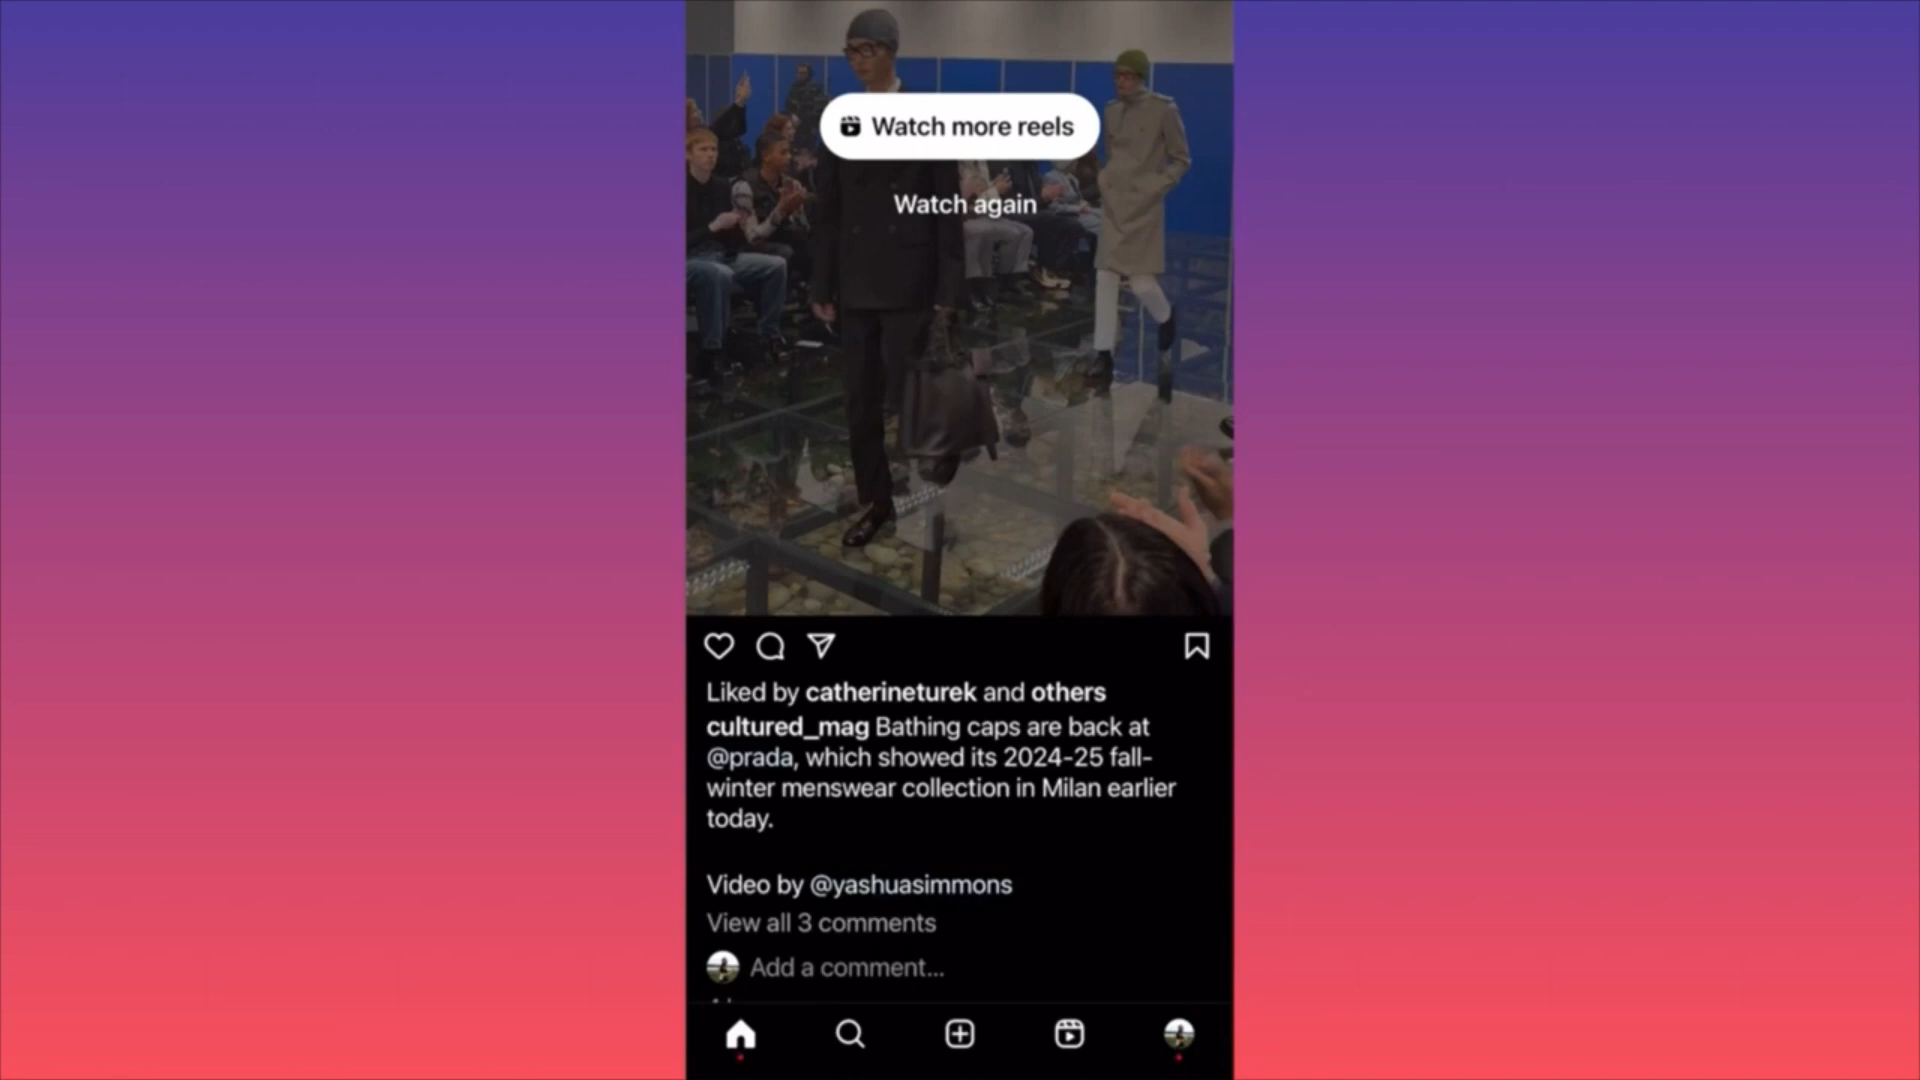 Watch more reels
Watch again
Liked by catherineturek and others
cultured_mag Bathing caps are back at
@prada, which showed its 2024-25 fall-
winter menswear collection in Milan earlier
today.
Video by @yashuasimmons
View all 3 comments
Add a comment...